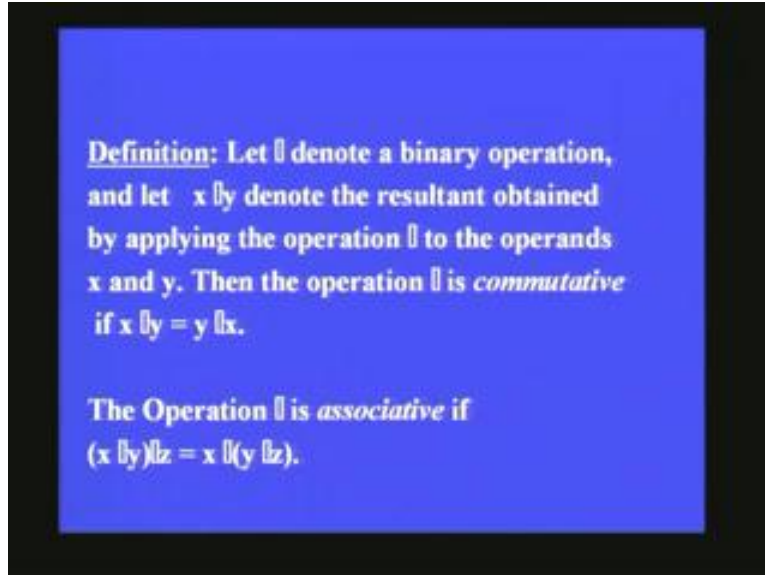 Definition: Let ▯ denote a binary operation,
and let x ▯y denote the resultant obtained
by applying the operation ▯ to the operands
x and y. Then the operation ▯ is commutative
if x ▯y = y ▯x.
The Operation ▯ is associative if
(x ▯y)▯z = x ▯(y ▯z).